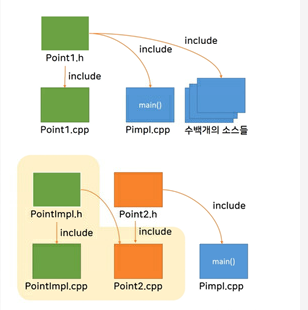 include
Point1.h
include
include
main()
Point1.cpp
Pimpl.cpp
수백개의 소스들
PointImpl.h
Point2.h
include
include
include
main()
PointImpl.cpp
Point2.cpp
Pimpl.cpp